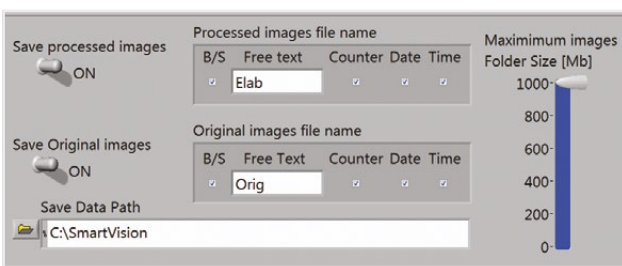 Save processed images
ON
Processed images file name
B/S Free text Counter Date Time
Elab
Maximimum images
Folder Size [Mb]
1000
800
600
400
200
0
Save Original images
ON
Original images file name
B/S Free Text Counter Date Time
Orig
Save Data Path
C:\SmartVision